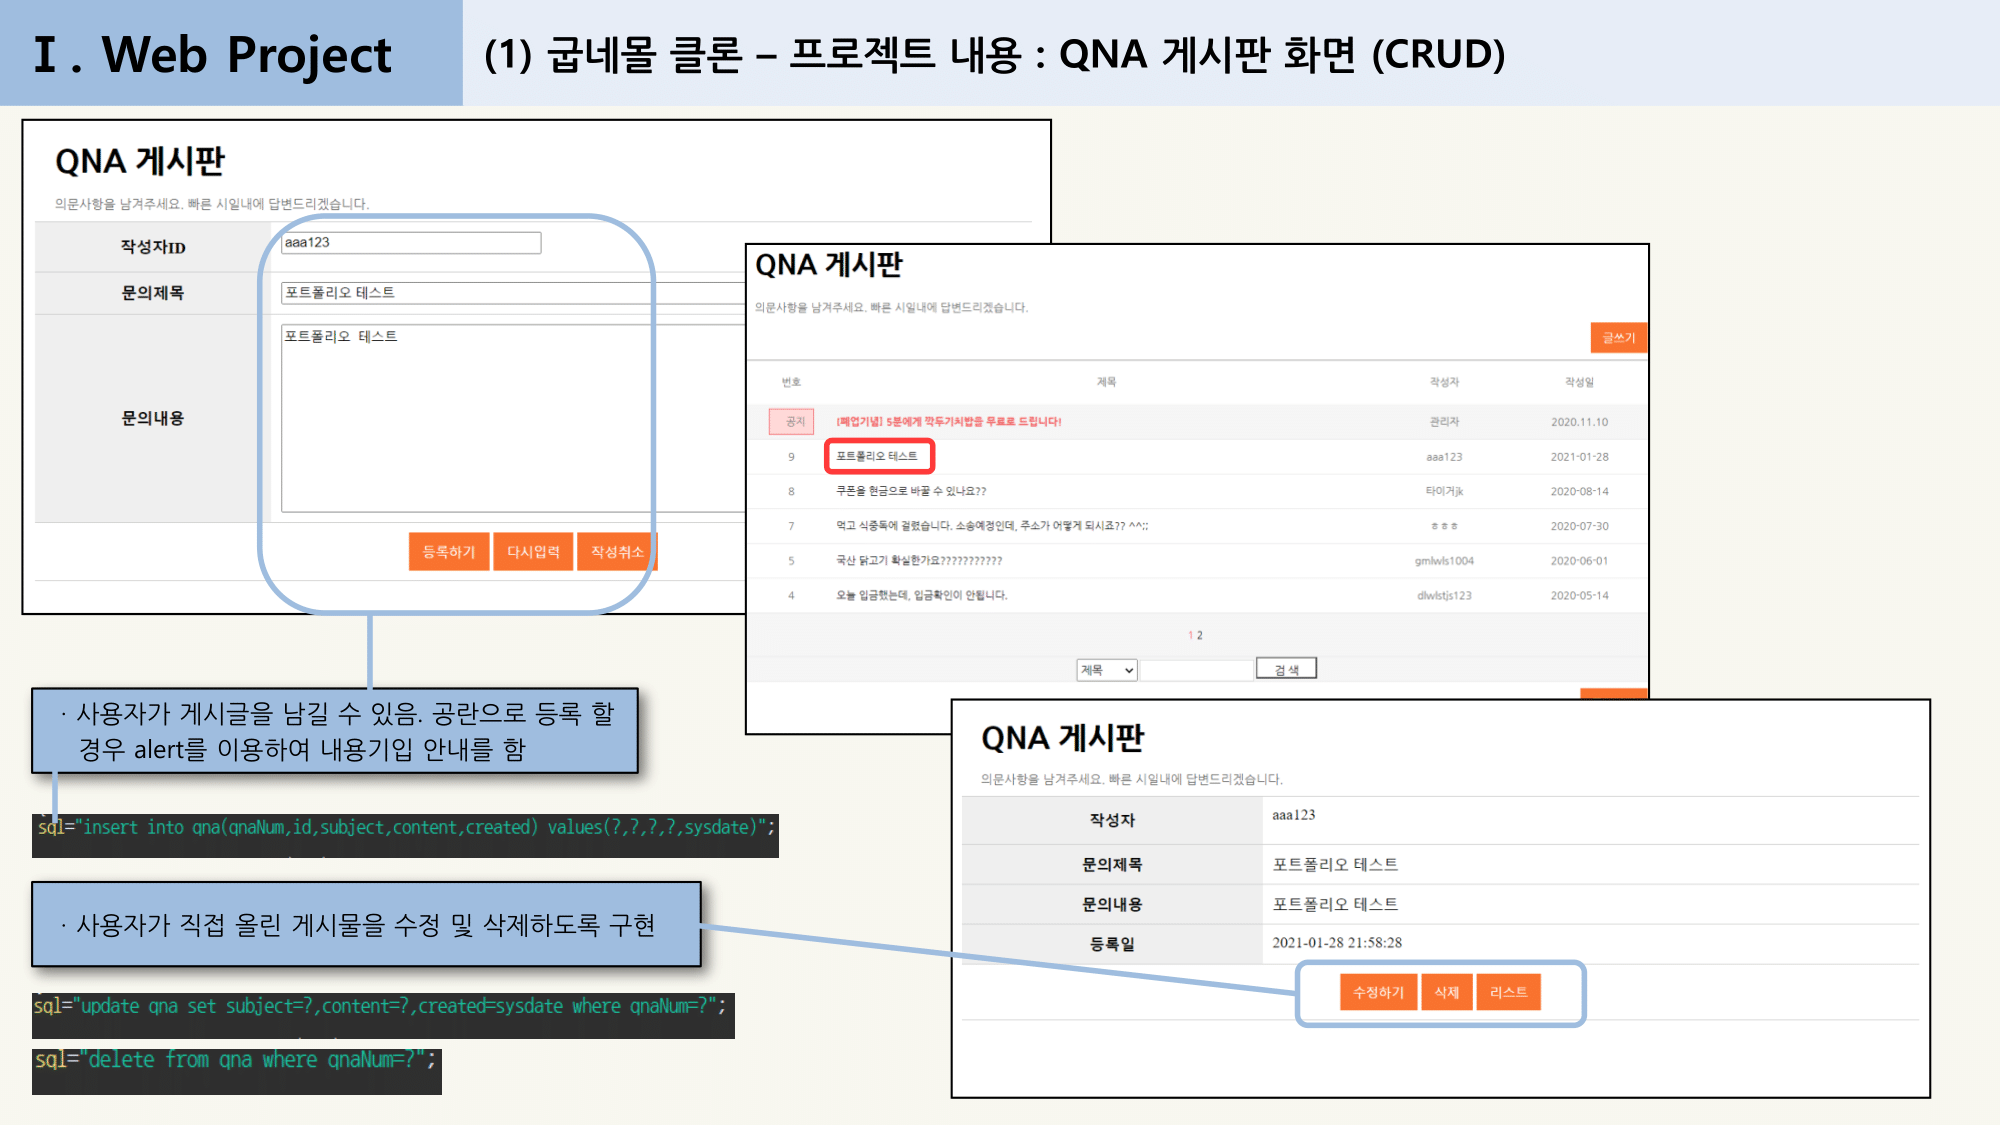 Ⅰ. Web Project
(1) 굽네몰 클론 – 프로젝트 내용 : QNA 게시판 화면 (CRUD)
QNA 게시판
의문사항을 남겨주세요. 빠른 시일내에 답변드리겠습니다.
작성자ID aaa123
문의제목 포트폴리오 테스트
문의내용 포트폴리오 테스트
등록하기 다시입력 작성취소
QNA 게시판
의문사항을 남겨주세요. 빠른 시일내에 답변드리겠습니다.
글쓰기
번호 제목 작성자 작성일
공지 [폐업기념] 5분에게 깍두기치밥을 무료로 드립니다! 관리자 2020.11.10
9 포트폴리오 테스트 aaa123 2021-01-28
8 쿠폰을 현금으로 바꿀 수 있나요?? 타이거jk 2020-08-14
7 먹고 식중독에 걸렸습니다. 소송예정인데, 주소가 어떻게 되시죠?? ^^;; ㅎㅎㅎ 2020-07-30
5 국산 닭고기 확실한가요??????????? gmlwls1004 2020-06-01
4 오늘 입금했는데, 입금확인이 안됩니다. dlwlstjs123 2020-05-14
1 2
제목 검 색
· 사용자가 게시글을 남길 수 있음. 공란으로 등록 할
경우 alert를 이용하여 내용기입 안내를 함
sql="insert into qna(qnaNum,id,subject,content,created) values(?,?,?,?,sysdate)";
· 사용자가 직접 올린 게시물을 수정 및 삭제하도록 구현
sql="update qna set subject=?,content=?,created=sysdate where qnaNum=?";
sql="delete from qna where qnaNum=?";
QNA 게시판
의문사항을 남겨주세요. 빠른 시일내에 답변드리겠습니다.
작성자 aaa123
문의제목 포트폴리오 테스트
문의내용 포트폴리오 테스트
등록일 2021-01-28 21:58:28
수정하기 삭제 리스트